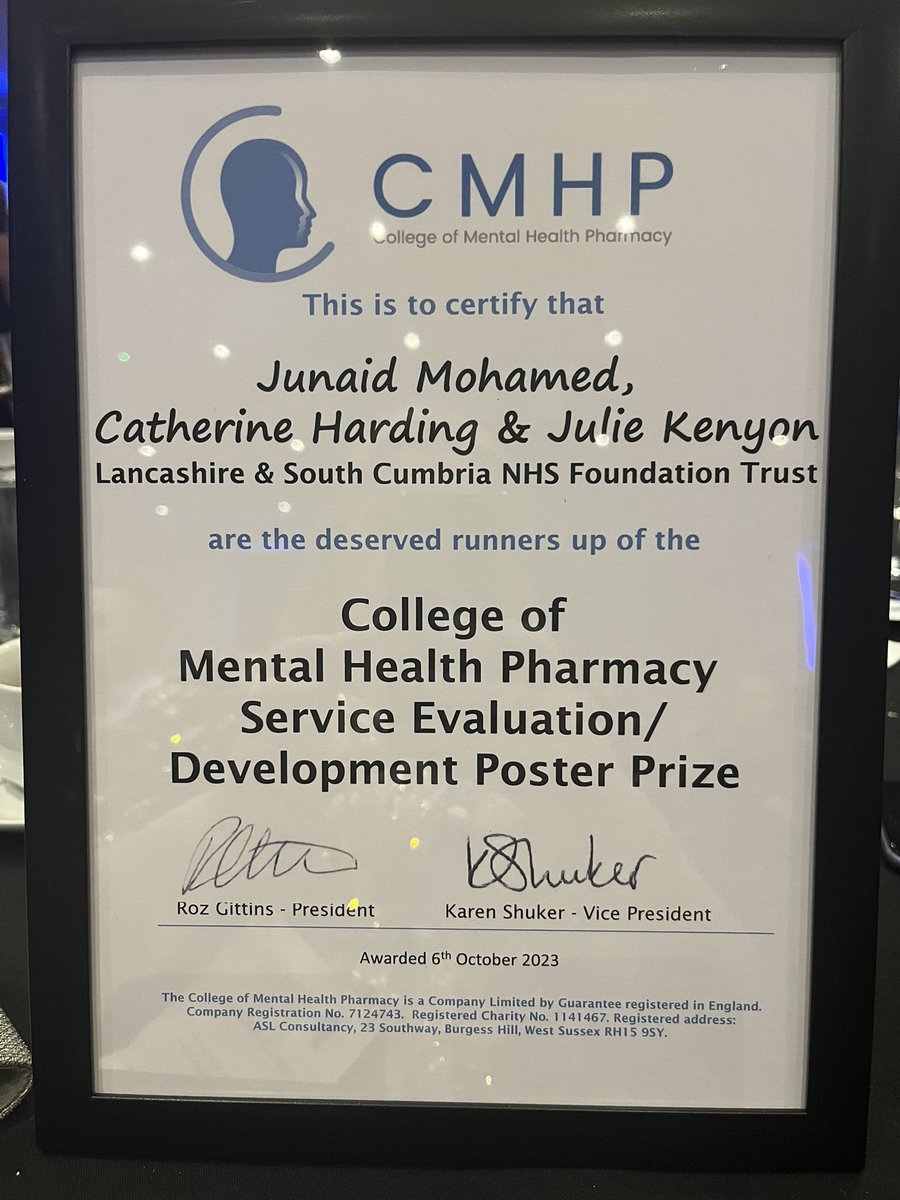 CMHP
College of Mental Health Pharmacy
This is to certify that
Junaid Mohamed,
Catherine Harding & Julie Kenyon
Lancashire & South Cumbria NHS Foundation Trust
are the deserved runners up of the
College of
Mental Health Pharmacy
Service Evaluation/
Development Poster Prize
KShuker
Roz Gittins - President
Karen Shuker - Vice President
Awarded 6th October 2023
The College of Mental Health Pharmacy is a Company Limited by Guarantee registered in England.
Company Registration No. 7124743. Registered Charity No. 1141467. Registered address:
ASL Consultancy, 23 Southway, Burgess Hill, West Sussex RH15 9SY.